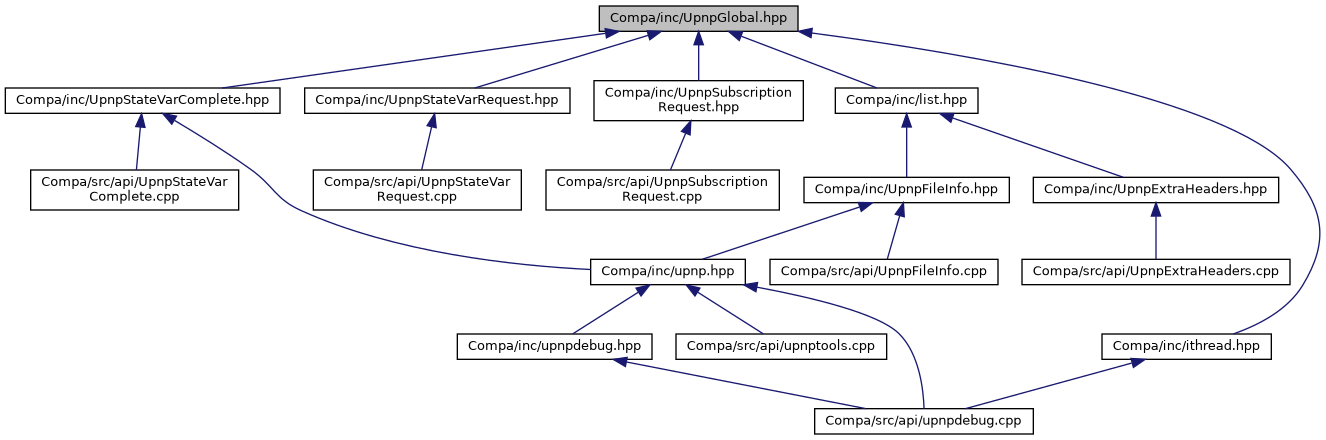 Compa/inc/UpnpGlobal.hpp
Compa/inc/UpnpStateVarComplete.hpp
Compa/inc/UpnpStateVarRequest.hpp
Compa/inc/UpnpSubscription
Request.hpp
Compa/inc/list.hpp
Compa/src/api/UpnpStateVar
Complete.cpp
Compa/src/api/UpnpStateVar
Request.cpp
Compa/src/api/UpnpSubscription
Request.cpp
Compa/inc/UpnpFileInfo.hpp
Compa/inc/UpnpExtraHeaders.hpp
Compa/inc/upnp.hpp
Compa/src/api/UpnpFileInfo.cpp
Compa/src/api/UpnpExtraHeaders.cpp
Compa/inc/upnpdebug.hpp
Compa/src/api/upnptools.cpp
Compa/inc/ithread.hpp
Compa/src/api/upnpdebug.cpp